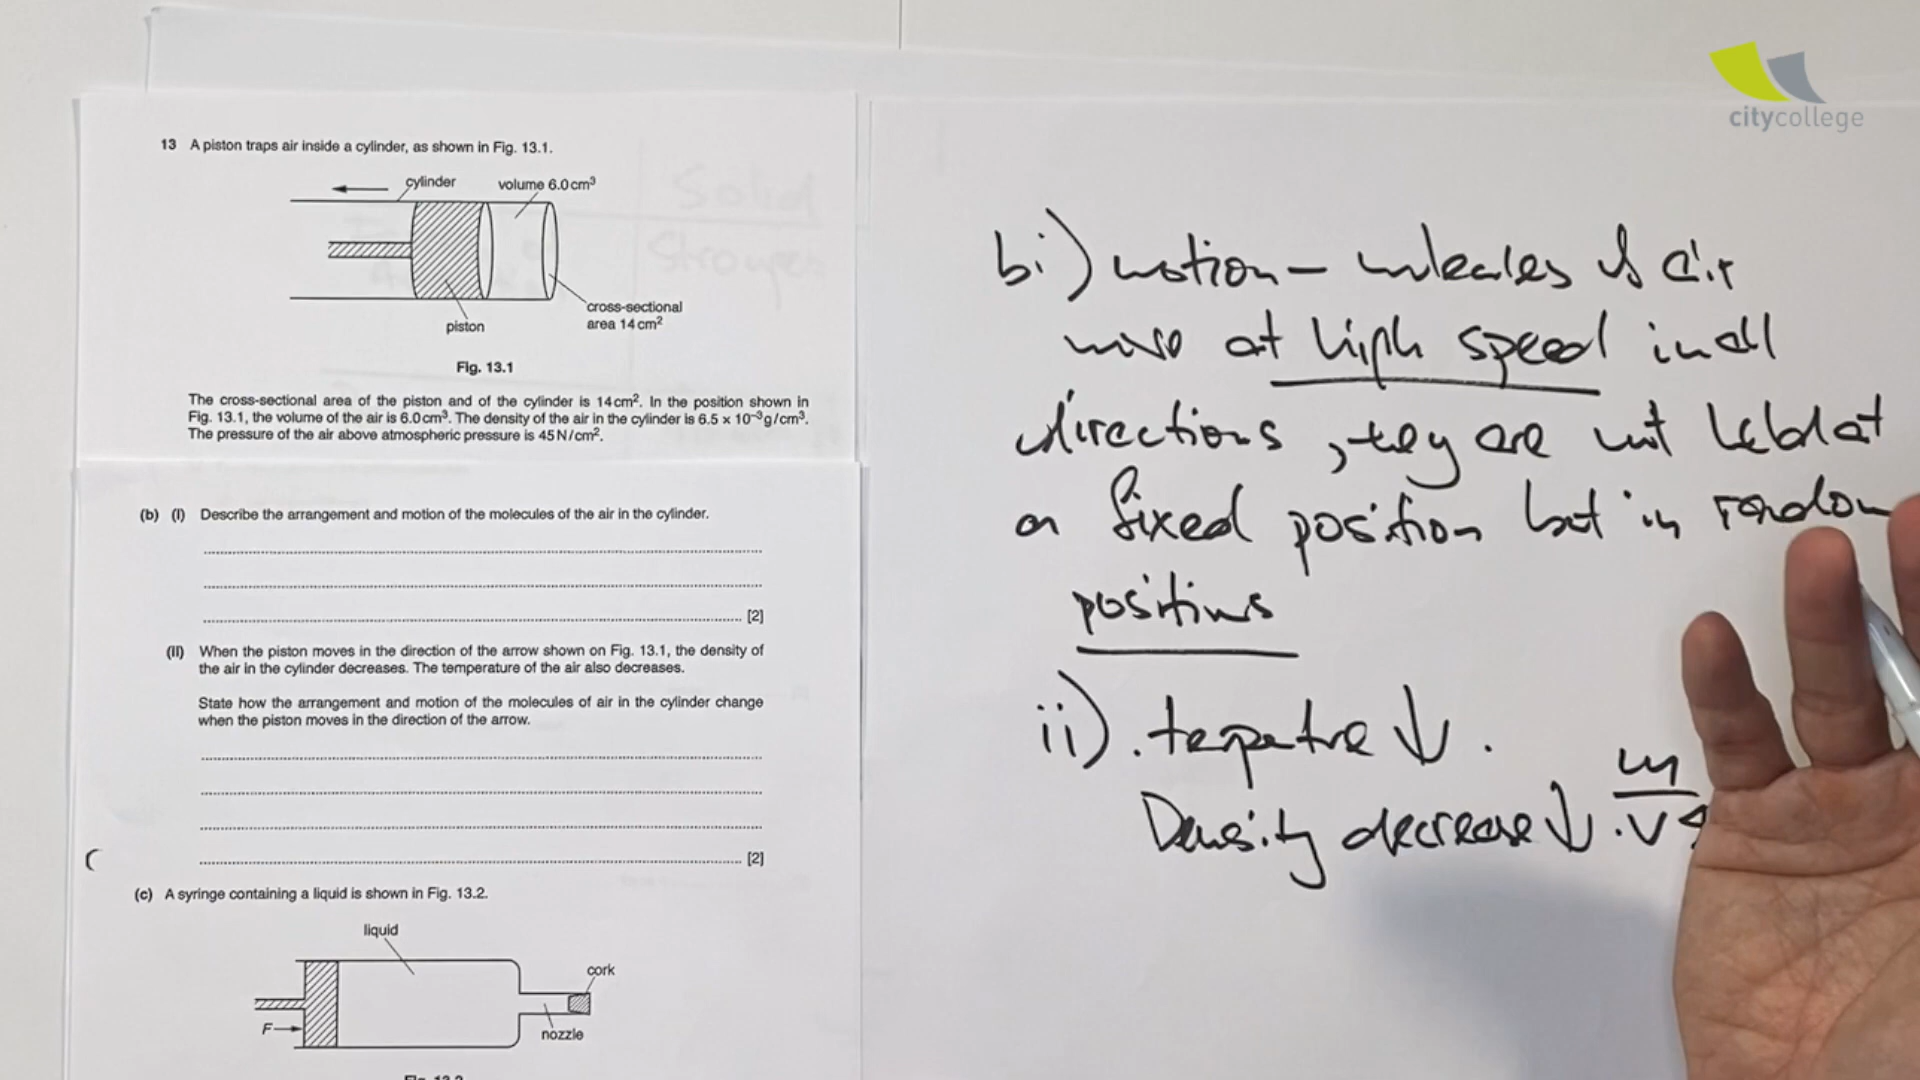 citycollege
13 A piston traps air inside a cylinder, as shown in Fig. 13.1.
cylinder
volume 6.0 cm³
cross-sectional
area 14 cm²
piston
Fig. 13.1
The cross-sectional area of the piston and of the cylinder is 14 cm². In the position shown in
Fig. 13.1, the volume of the air is 6.0 cm³. The density of the air in the cylinder is 6.5 × 10⁻³ g/cm³.
The pressure of the air above atmospheric pressure is 45 N/cm².
(b) (i) Describe the arrangement and motion of the molecules of the air in the cylinder.
[2]
(ii) When the piston moves in the direction of the arrow shown on Fig. 13.1, the density of
the air in the cylinder decreases. The temperature of the air also decreases.
State how the arrangement and motion of the molecules of air in the cylinder change
when the piston moves in the direction of the arrow.
[2]
(c) A syringe containing a liquid is shown in Fig. 13.2.
liquid
cork
F
nozzle
bi) motion - molecules of air
move at high speed in all
directions, they are not held at
a fixed position but in random
positions
ii). temperature ↓.
Density decrease ↓. m
V
Solid
Stronger